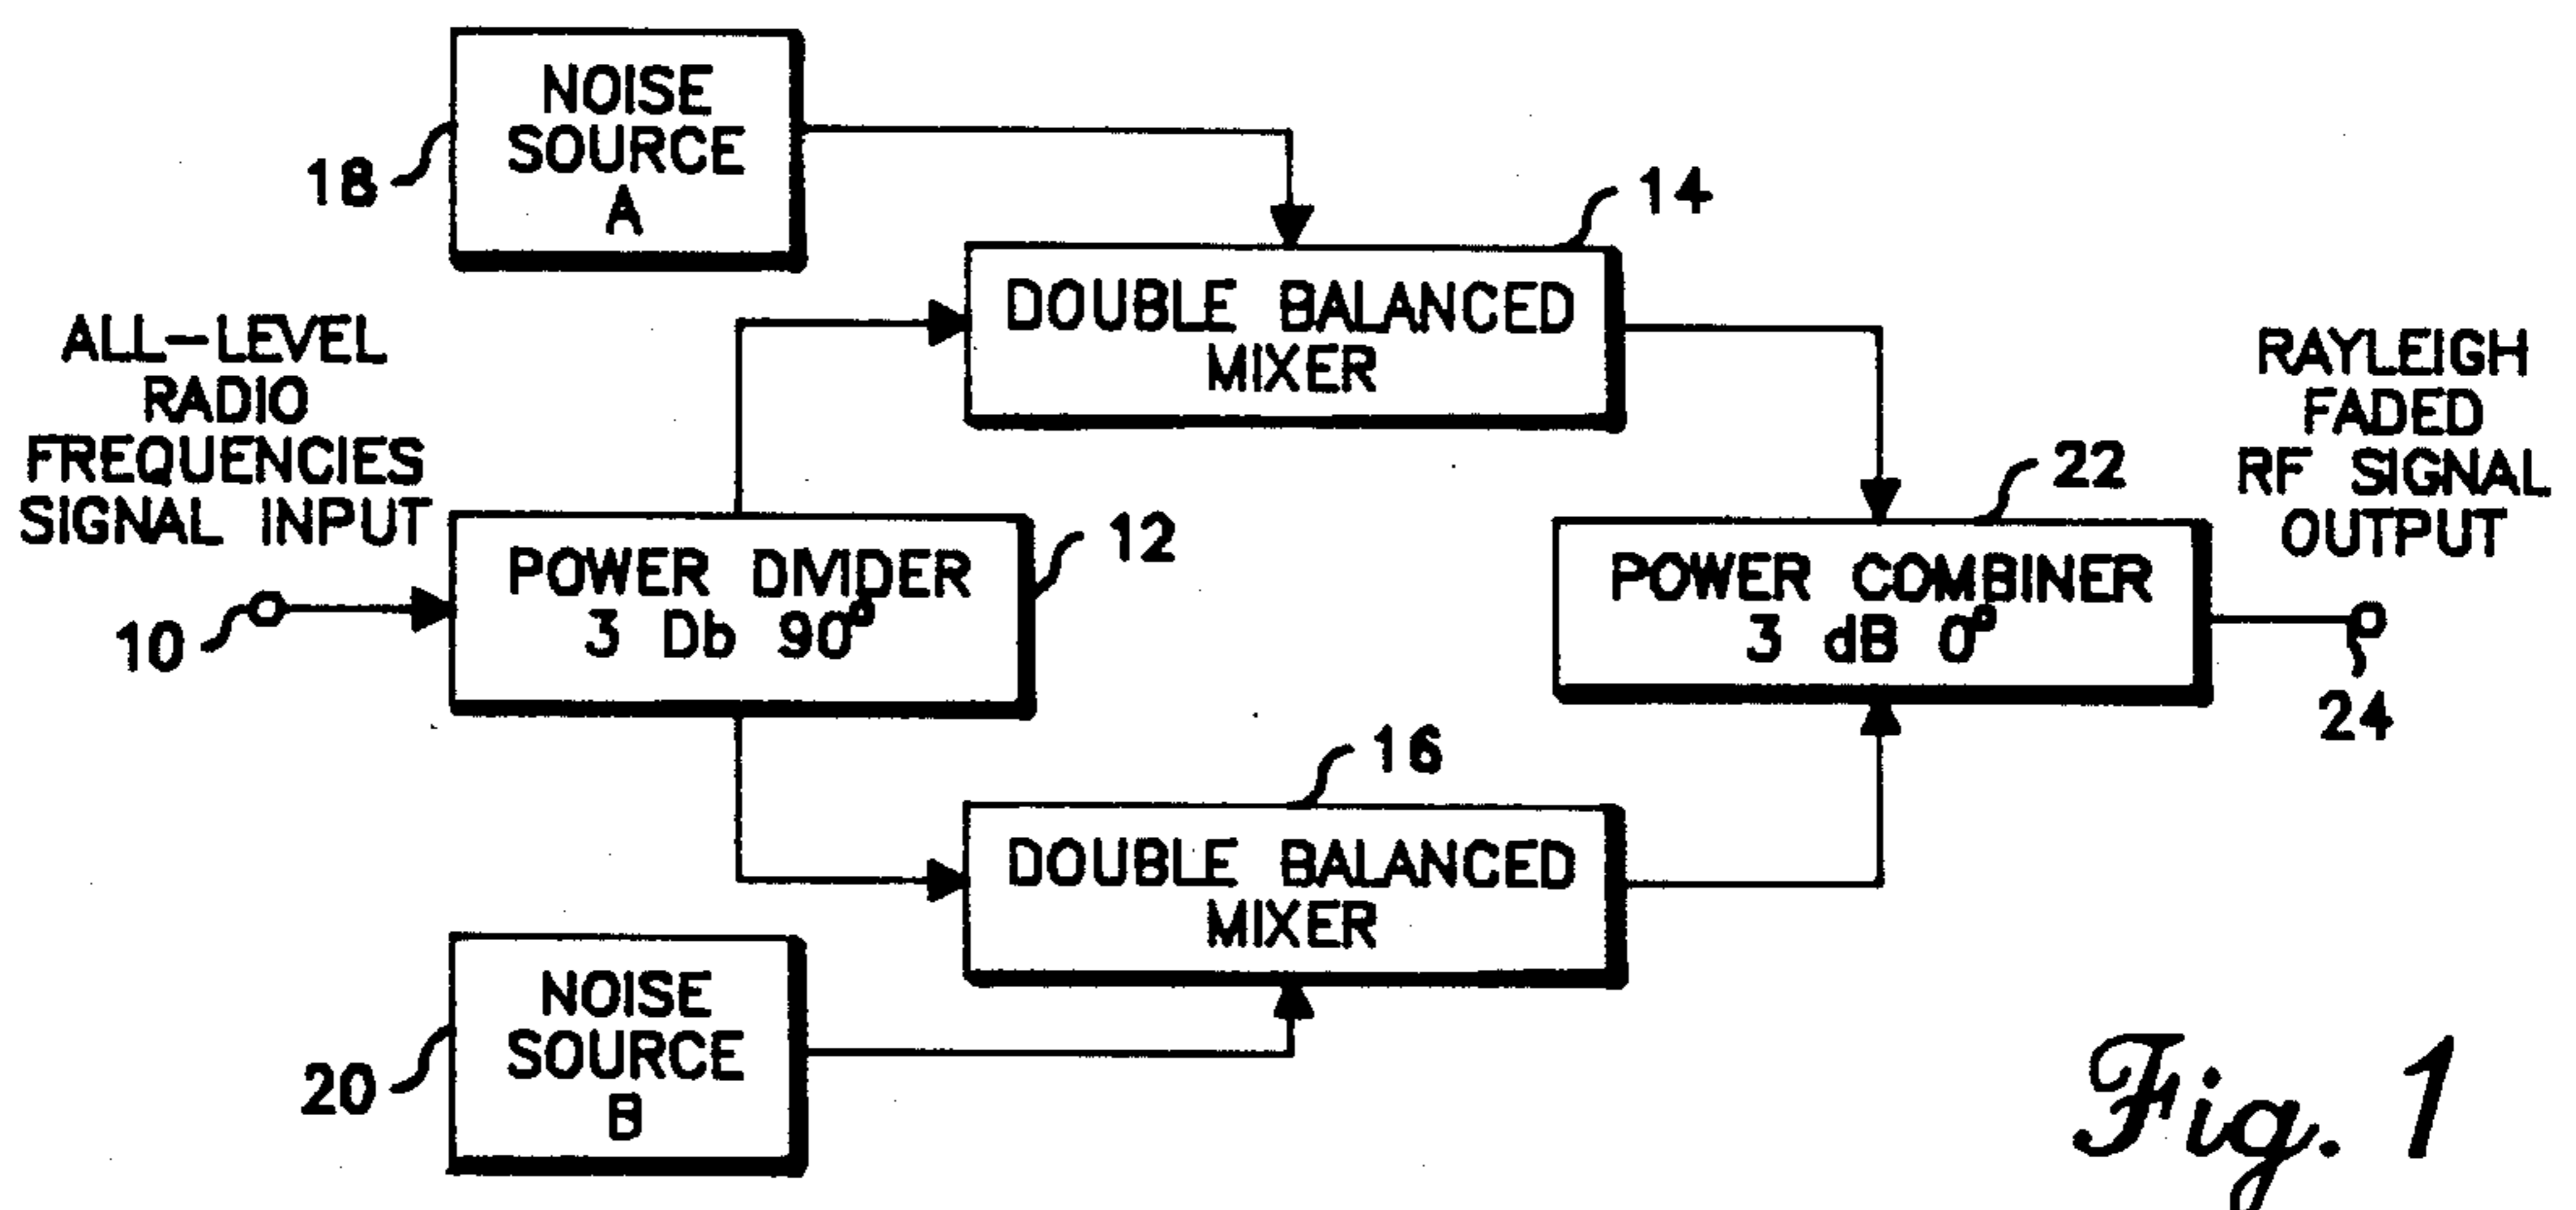 NOISE
SOURCE
A
18
14
DOUBLE BALANCED
MIXER
ALL-LEVEL
RADIO
FREQUENCIES
SIGNAL INPUT
10
POWER DIVIDER
3 Db 90°
12
RAYLEIGH
FADED
RF SIGNAL
OUTPUT
22
POWER COMBINER
3 dB 0°
24
16
DOUBLE BALANCED
MIXER
NOISE
SOURCE
B
20
Fig. 1